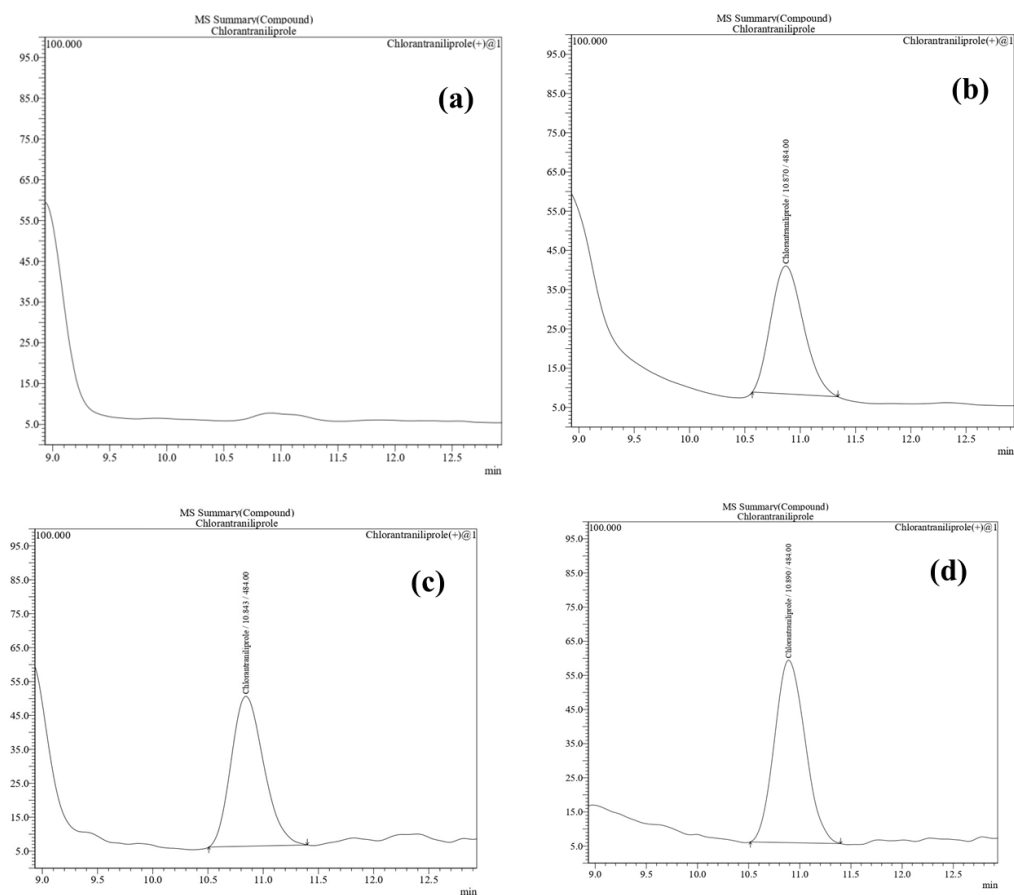 MS Summary(Compound)
Chlorantraniliprole
100.000
Chlorantraniliprole(+)@1
(a)
95.0
85.0
75.0
65.0
55.0
45.0
35.0
25.0
15.0
5.0
9.0 9.5 10.0 10.5 11.0 11.5 12.0 12.5
min
MS Summary(Compound)
Chlorantraniliprole
100.000
Chlorantraniliprole(+)@1
(b)
Chlorantraniliprole / 10.870 / 484.00
95.0
85.0
75.0
65.0
55.0
45.0
35.0
25.0
15.0
5.0
9.0 9.5 10.0 10.5 11.0 11.5 12.0 12.5
min
MS Summary(Compound)
Chlorantraniliprole
100.000
Chlorantraniliprole(+)@1
(c)
Chlorantraniliprole / 10.843 / 484.00
95.0
85.0
75.0
65.0
55.0
45.0
35.0
25.0
15.0
5.0
9.0 9.5 10.0 10.5 11.0 11.5 12.0 12.5
min
MS Summary(Compound)
Chlorantraniliprole
100.000
Chlorantraniliprole(+)@1
(d)
Chlorantraniliprole / 10.890 / 484.00
95.0
85.0
75.0
65.0
55.0
45.0
35.0
25.0
15.0
5.0
9.0 9.5 10.0 10.5 11.0 11.5 12.0 12.5
min